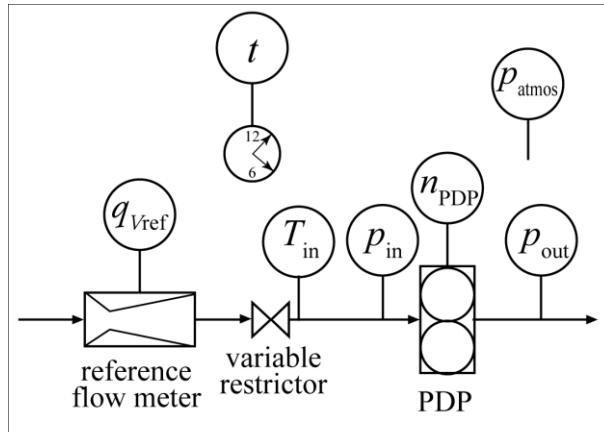 t
p_atmos
12
6
n_PDP
q_Vref
T_in
p_in
p_out
reference
flow meter
variable
restrictor
PDP